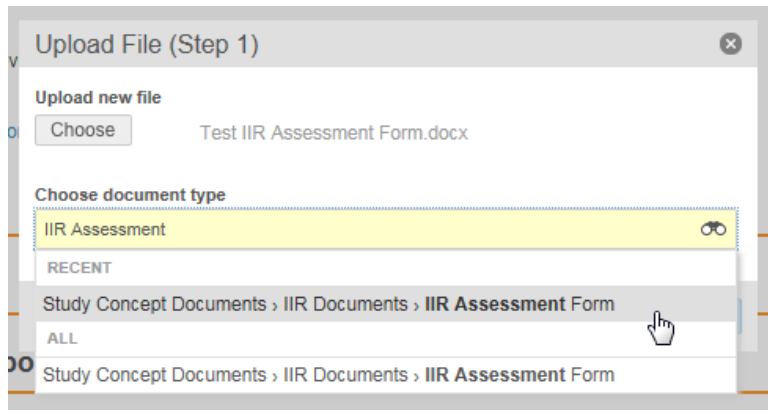 Upload File (Step 1)
Upload new file
Choose
Test IIR Assessment Form.docx
Choose document type
IIR Assessment
RECENT
Study Concept Documents › IIR Documents › IIR Assessment Form
ALL
Study Concept Documents › IIR Documents › IIR Assessment Form